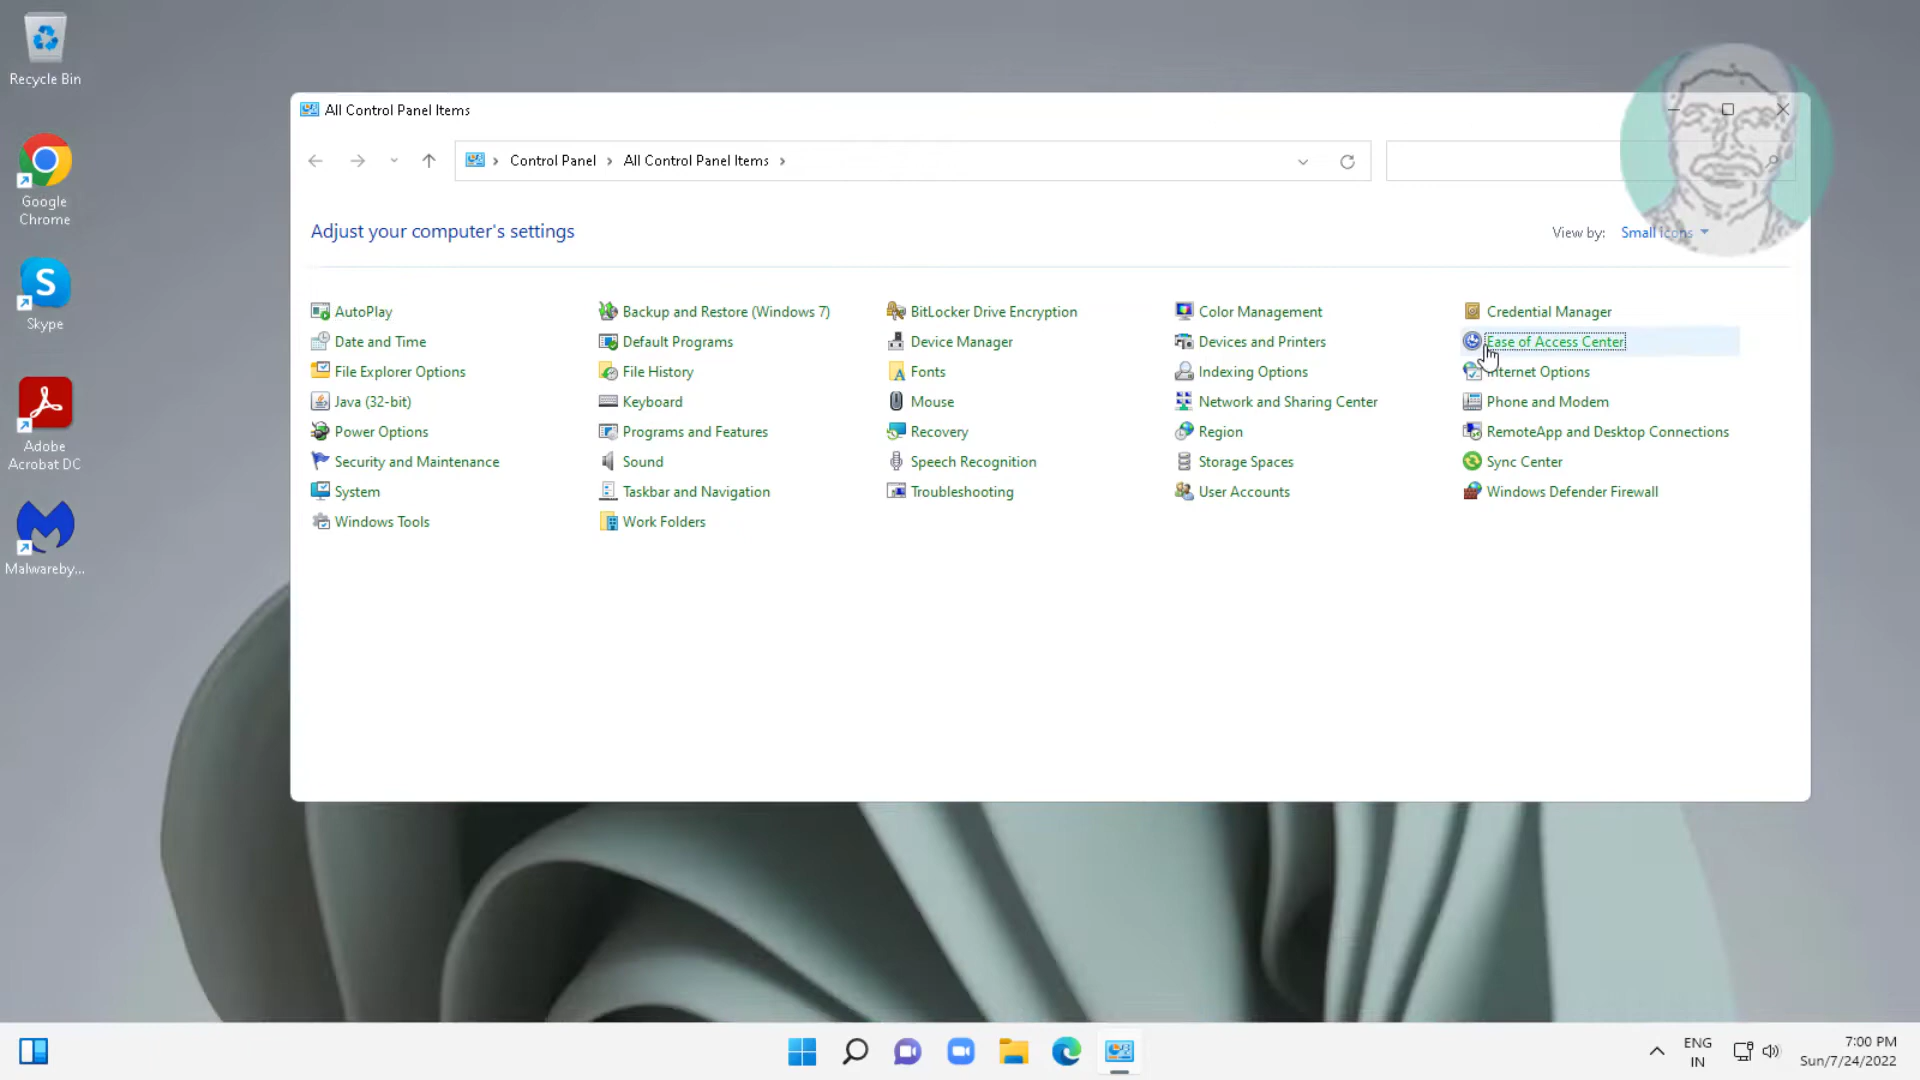 Recycle Bin
Google
Chrome
Skype
Adobe
Acrobat DC
Malwareby...
All Control Panel Items
Control Panel
All Control Panel Items
Adjust your computer's settings
View by: Small icons
AutoPlay
Backup and Restore (Windows 7)
BitLocker Drive Encryption
Color Management
Credential Manager
Date and Time
Default Programs
Device Manager
Devices and Printers
Ease of Access Center
File Explorer Options
File History
Fonts
Indexing Options
Internet Options
Java (32-bit)
Keyboard
Mouse
Network and Sharing Center
Phone and Modem
Power Options
Programs and Features
Recovery
Region
RemoteApp and Desktop Connections
Security and Maintenance
Sound
Speech Recognition
Storage Spaces
Sync Center
System
Taskbar and Navigation
Troubleshooting
User Accounts
Windows Defender Firewall
Windows Tools
Work Folders
ENG
IN
7:00 PM
Sun/7/24/2022